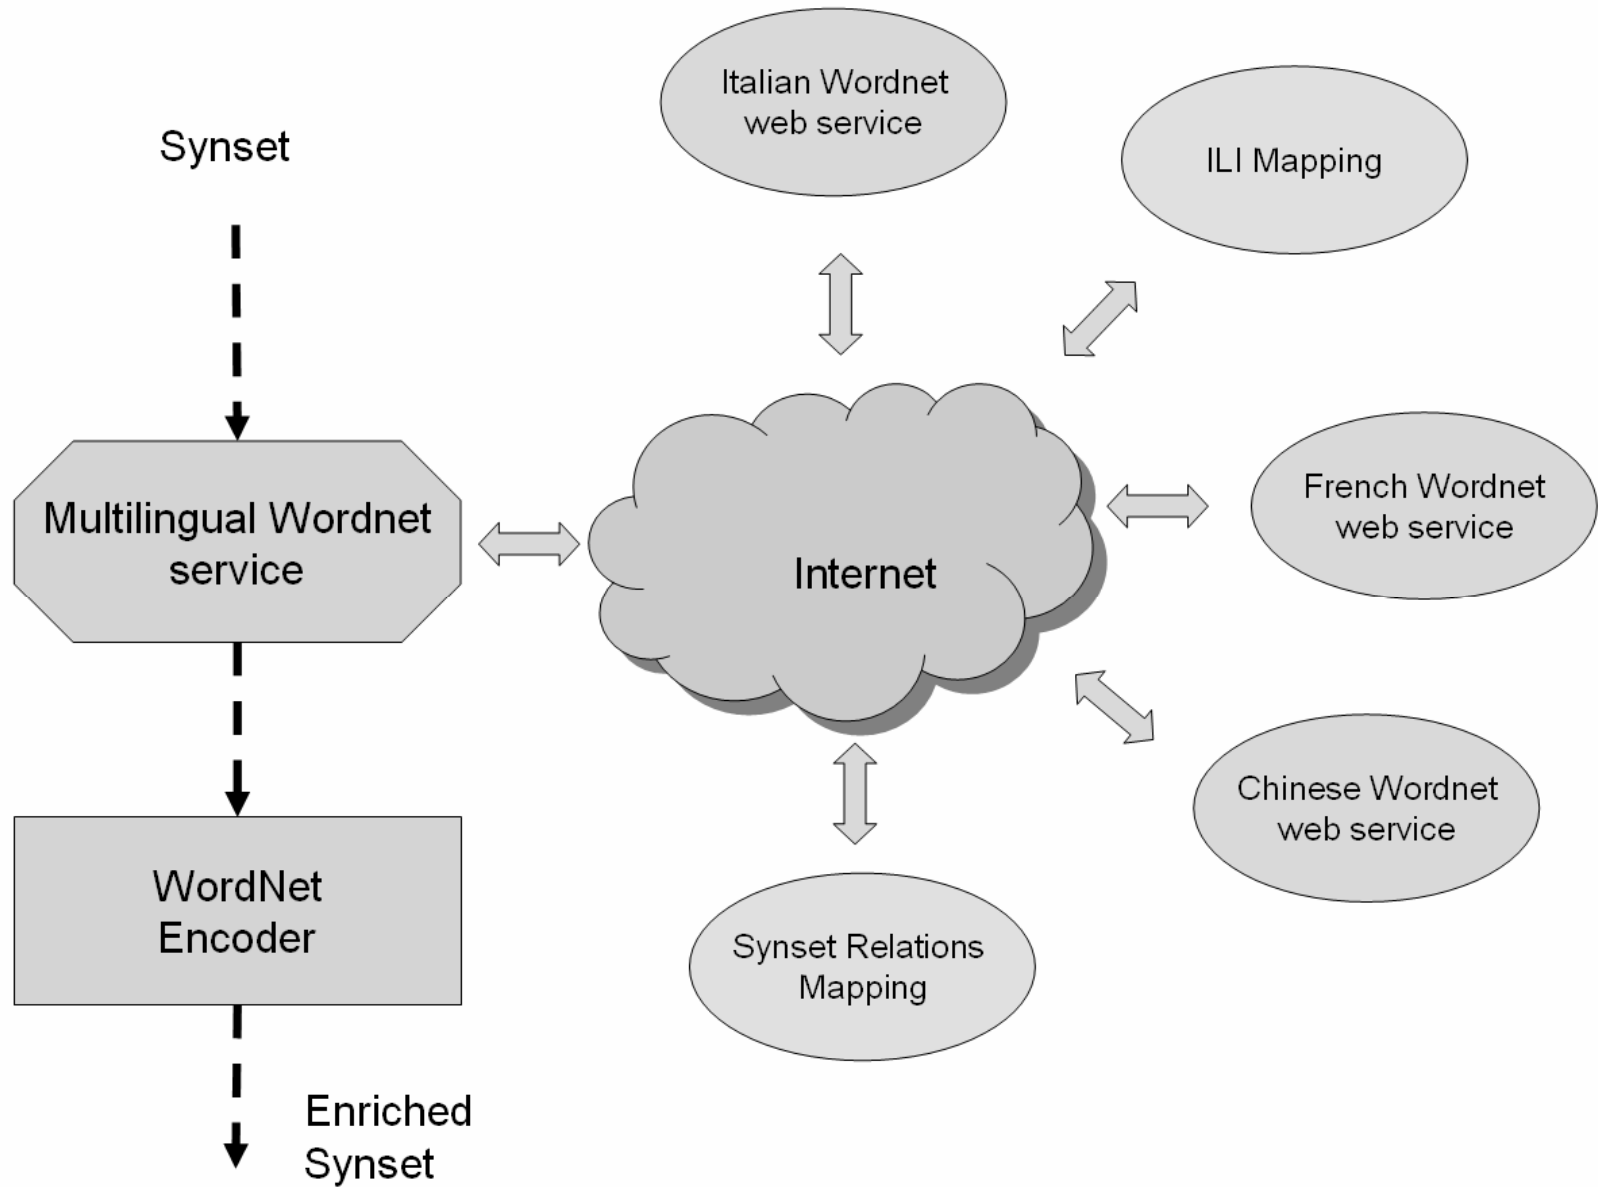 Synset
Multilingual Wordnet
service
WordNet
Encoder
Enriched
Synset
Internet
Italian Wordnet
web service
ILI Mapping
French Wordnet
web service
Chinese Wordnet
web service
Synset Relations
Mapping